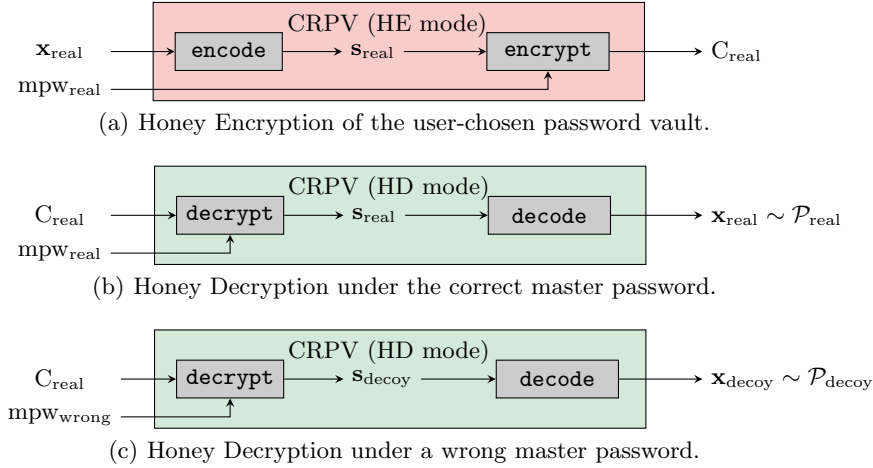 CRPV (HE mode)
x_real encode s_real encrypt C_real
mpw_real
(a) Honey Encryption of the user-chosen password vault.
CRPV (HD mode)
C_real decrypt s_real decode x_real ∼ 𝒫_real
mpw_real
(b) Honey Decryption under the correct master password.
CRPV (HD mode)
C_real decrypt s_decoy decode x_decoy ∼ 𝒫_decoy
mpw_wrong
(c) Honey Decryption under a wrong master password.